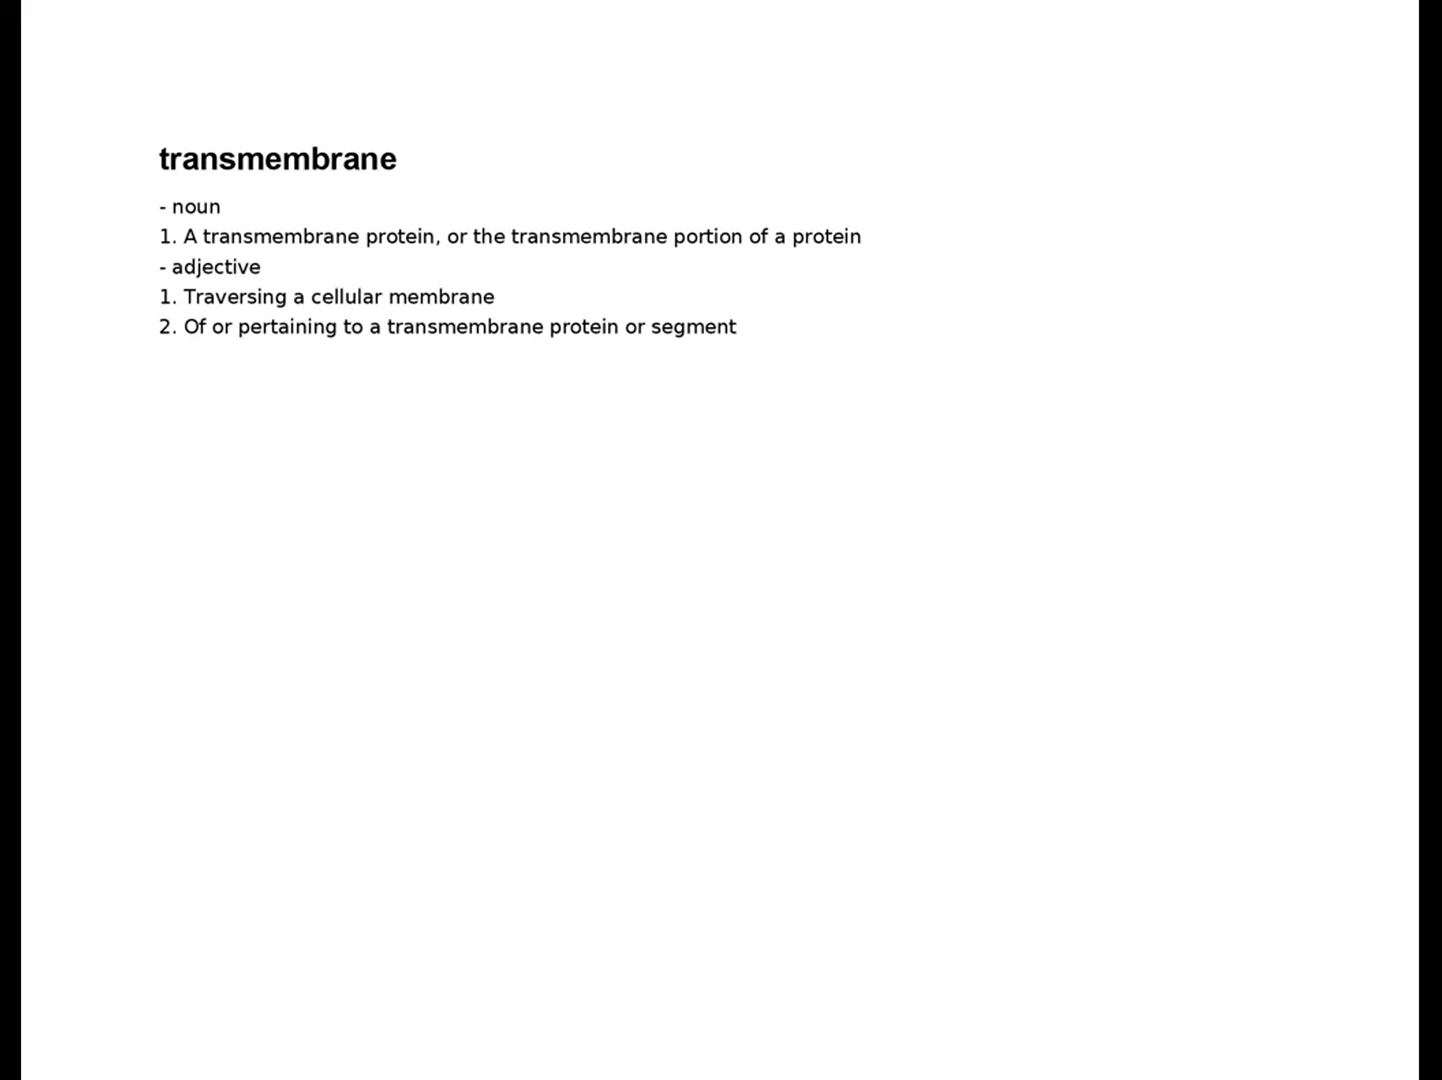 transmembrane
- noun
1. A transmembrane protein, or the transmembrane portion of a protein
- adjective
1. Traversing a cellular membrane
2. Of or pertaining to a transmembrane protein or segment